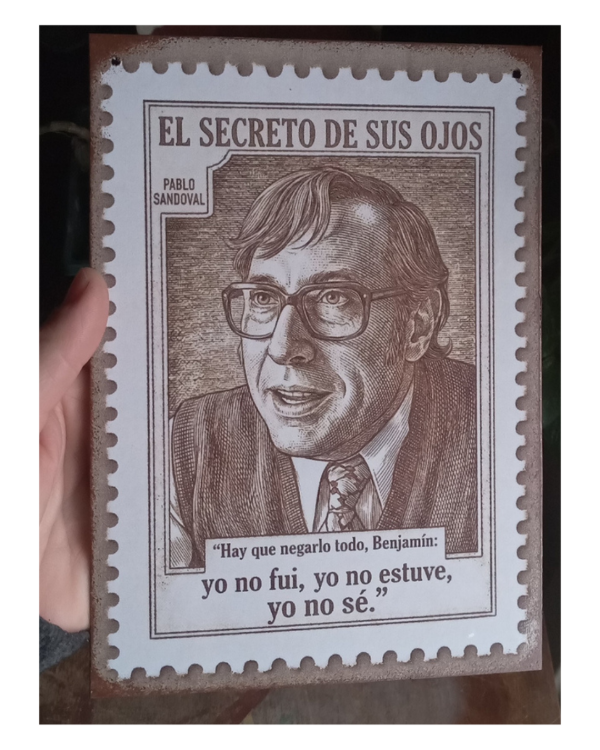 EL SECRETO DE SUS OJOS
PABLO
SANDOVAL
“Hay que negarlo todo, Benjamín:
yo no fui, yo no estuve,
yo no sé.”